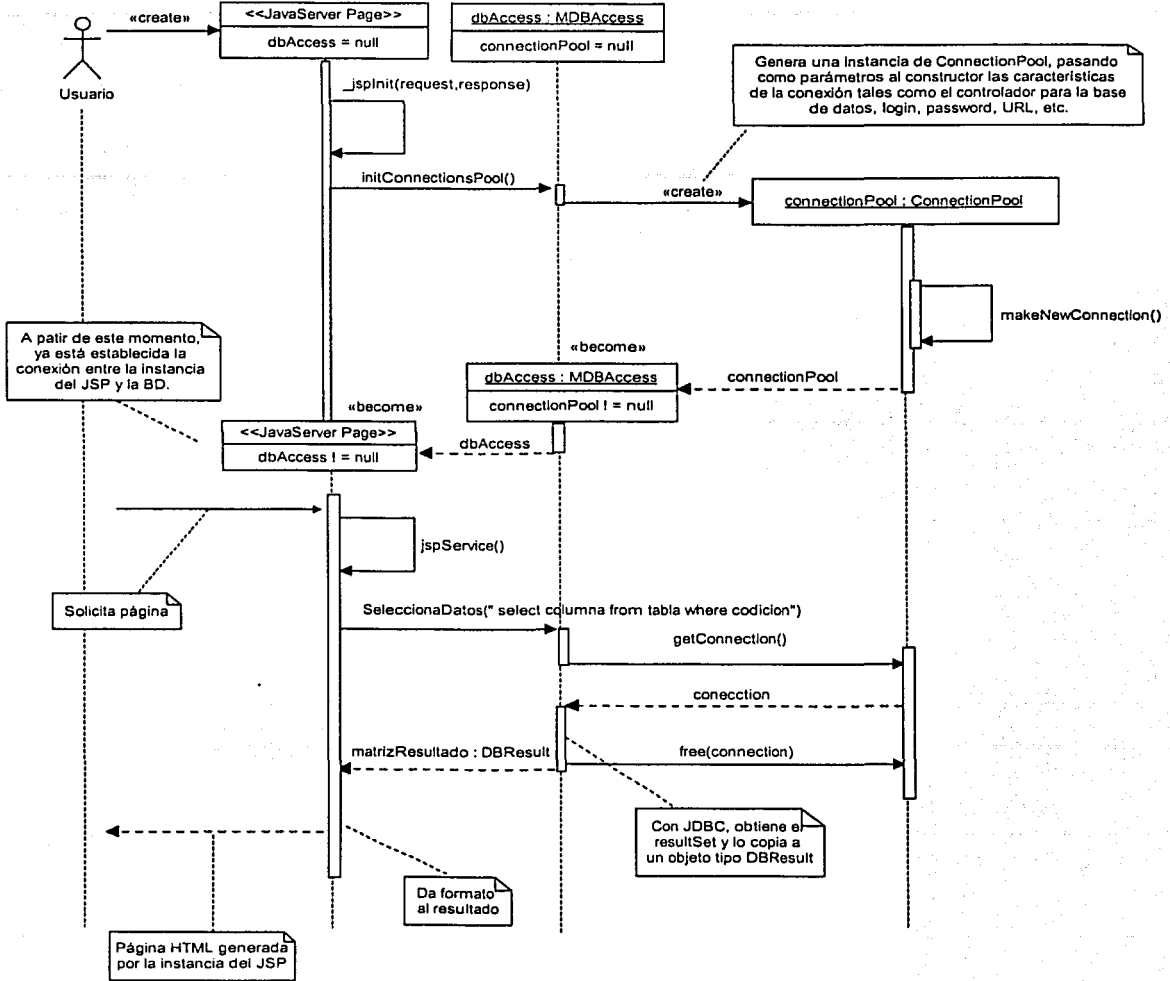 «create»
Usuario
<<JavaServer Page>>
dbAccess = null
dbAccess : MDBAccess
connectionPool = null
Genera una Instancia de ConnectionPool, pasando
como parámetros al constructor las características
de la conexión tales como el controlador para la base
de datos, login, password, URL, etc.
_jspInit(request,response)
initConnectionsPool()
«create»
connectionPool : ConnectionPool
makeNewConnection()
A patir de este momento,
ya está establecida la
conexión entre la instancia
del JSP y la BD.
«become»
dbAccess : MDBAccess
connectionPool ! = null
connectionPool
«become»
<<JavaServer Page>>
dbAccess ! = null
dbAccess
jspService()
Solicita página
SeleccionaDatos(" select columna from tabla where codicion")
getConnection()
conecction
matrizResultado : DBResult
free(connection)
Con JDBC, obtiene el
resultSet y lo copia a
un objeto tipo DBResult
Da formato
al resultado
Página HTML generada
por la instancia del JSP